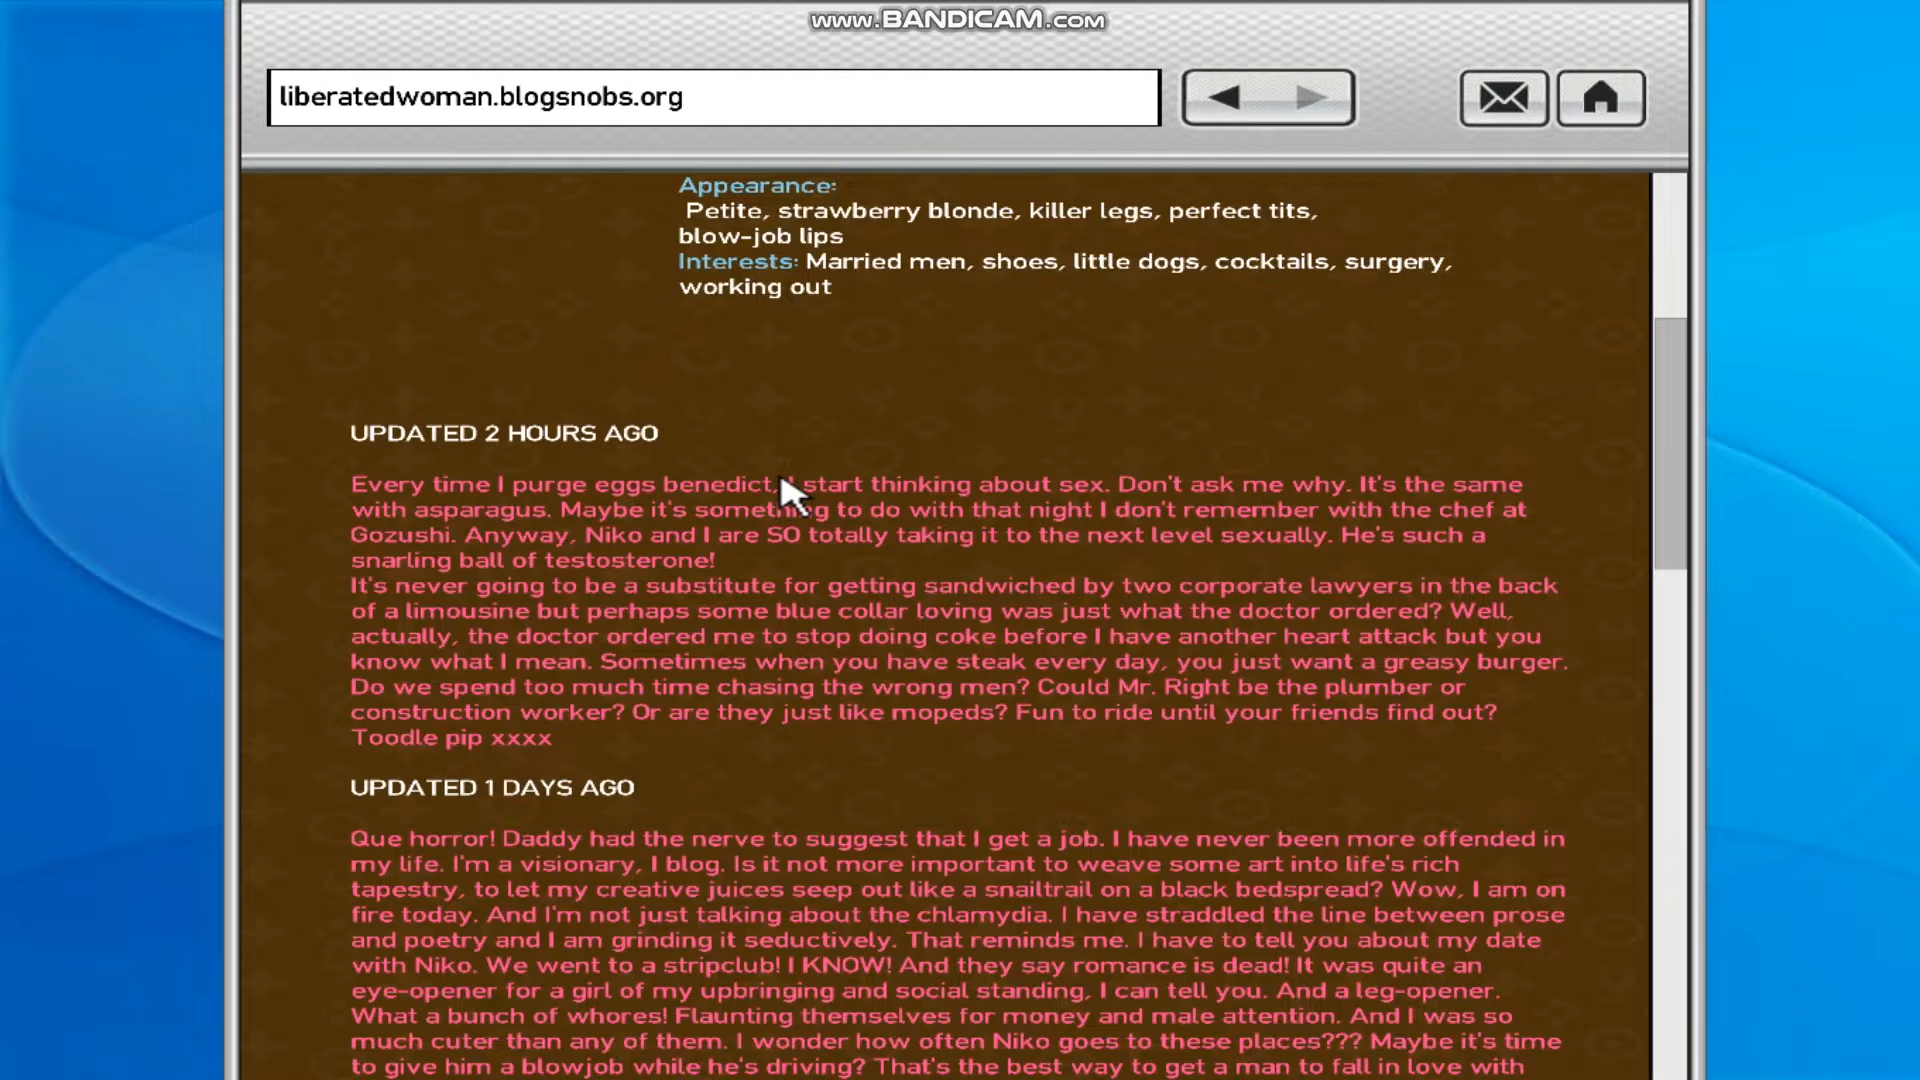 www.BANDICAM.com
liberatedwoman.blogsnobs.org
Appearance:
Petite, strawberry blonde, killer legs, perfect tits,
blow-job lips
Interests: Married men, shoes, little dogs, cocktails, surgery,
working out
UPDATED 2 HOURS AGO
Every time I purge eggs benedict, I start thinking about sex. Don't ask me why. It's the same
with asparagus. Maybe it's something to do with that night I don't remember with the chef at
Gozushi. Anyway, Niko and I are SO totally taking it to the next level sexually. He's such a
snarling ball of testosterone!
It's never going to be a substitute for getting sandwiched by two corporate lawyers in the back
of a limousine but perhaps some blue collar loving was just what the doctor ordered? Well,
actually, the doctor ordered me to stop doing coke before I have another heart attack but you
know what I mean. Sometimes when you have steak every day, you just want a greasy burger.
Do we spend too much time chasing the wrong men? Could Mr. Right be the plumber or
construction worker? Or are they just like mopeds? Fun to ride until your friends find out?
Toodle pip xxxx
UPDATED 1 DAYS AGO
Que horror! Daddy had the nerve to suggest that I get a job. I have never been more offended in
my life. I'm a visionary, I blog. Is it not more important to weave some art into life's rich
tapestry, to let my creative juices seep out like a snailtrail on a black bedspread? Wow, I am on
fire today. And I'm not just talking about the chlamydia. I have straddled the line between prose
and poetry and I am grinding it seductively. That reminds me. I have to tell you about my date
with Niko. We went to a stripclub! I KNOW! And they say romance is dead! It was quite an
eye-opener for a girl of my upbringing and social standing, I can tell you. And a leg-opener.
What a bunch of whores! Flaunting themselves for money and male attention. And I was so
much cuter than any of them. I wonder how often Niko goes to these places??? Maybe it's time
to give him a blowjob while he's driving? That's the best way to get a man to fall in love with